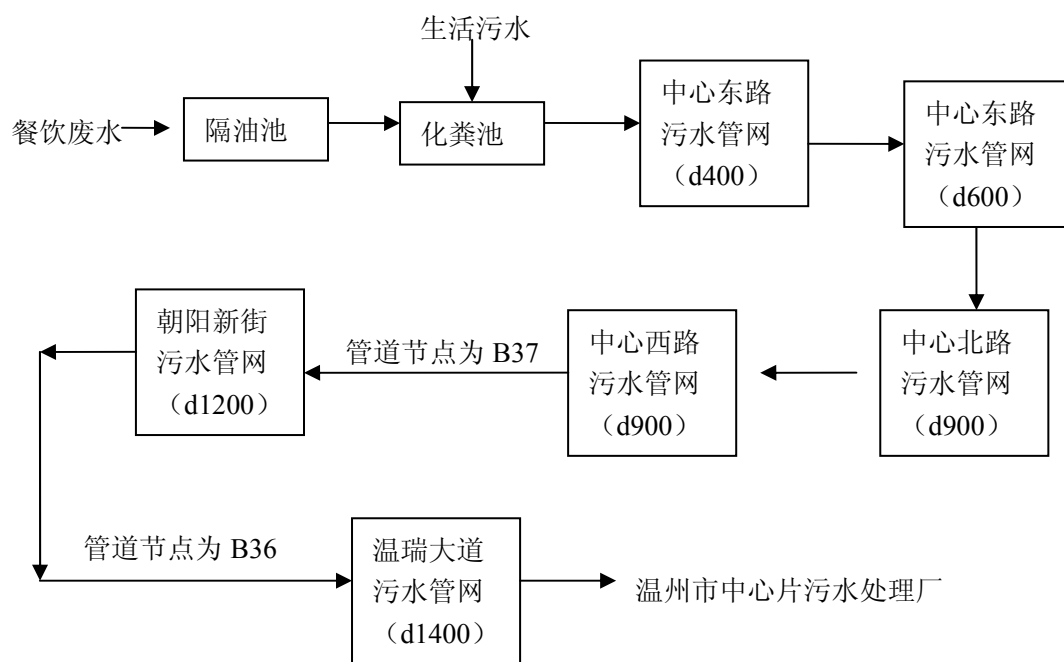 生活污水
餐饮废水
隔油池
化粪池
中心东路
污水管网
（d400）
中心东路
污水管网
（d600）
朝阳新街
污水管网
（d1200）
管道节点为 B37
中心西路
污水管网
（d900）
中心北路
污水管网
（d900）
管道节点为 B36
温瑞大道
污水管网
（d1400）
温州市中心片污水处理厂